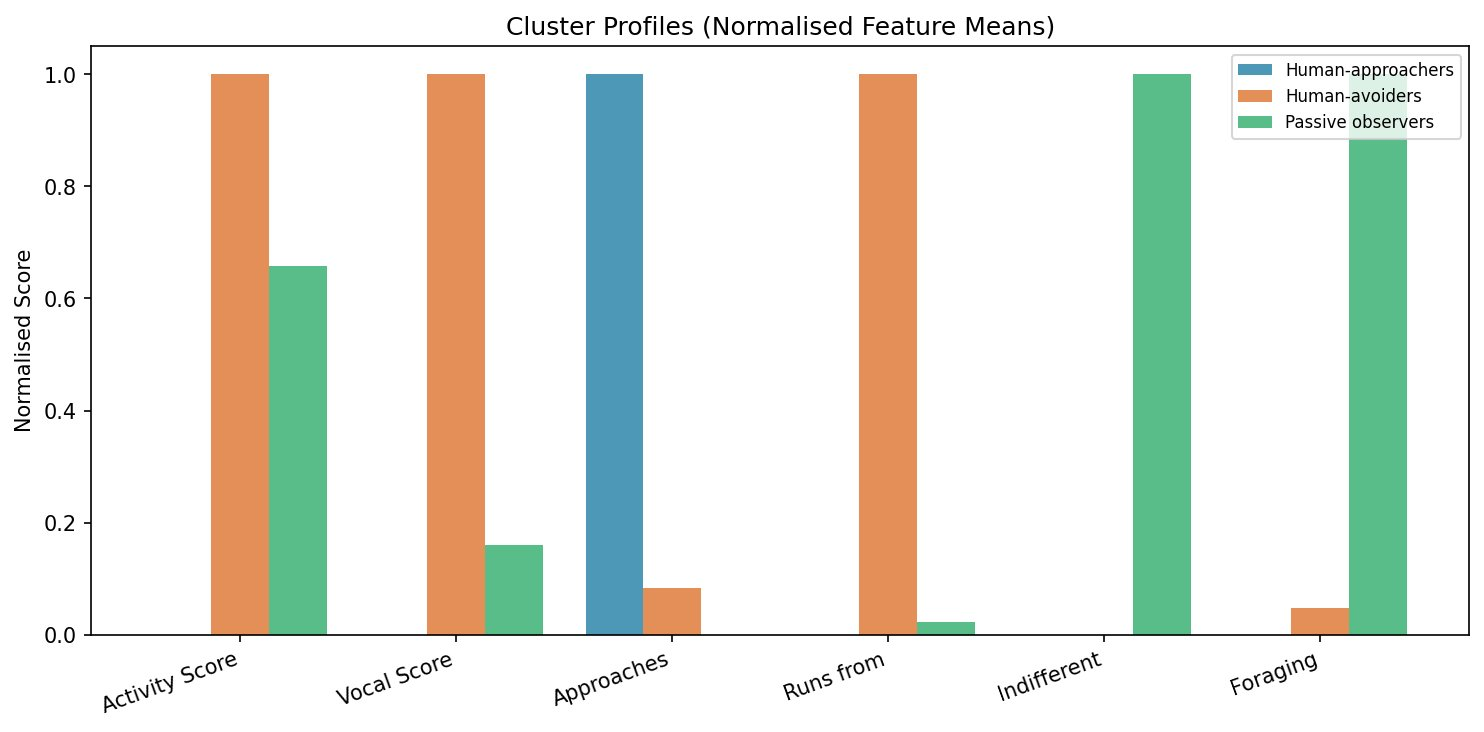 Cluster Profiles (Normalised Feature Means)
Human-approachers
Human-avoiders
Passive observers
Normalised Score
1.0
0.8
0.6
0.4
0.2
0.0
Activity Score
Vocal Score
Approaches
Runs from
Indifferent
Foraging